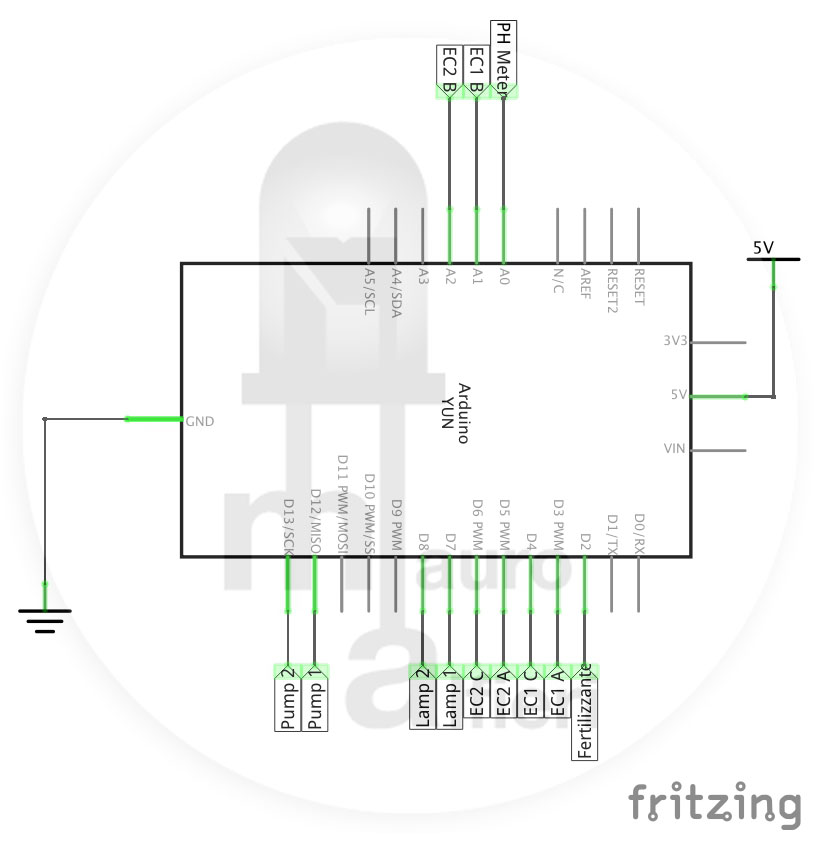 EC2 B
EC1 B
PH Meter
5V
A5/SCL
A4/SDA
A3
A2
A1
A0
N/C
AREF
RESET2
RESET
3V3
5V
VIN
GND
Arduino
YUN
D13/SCK
D12/MISO
D11 PWM/MOSI
D10 PWM/SS
D9 PWM
D8
D7
D6 PWM
D5 PWM
D4
D3 PWM
D2
D1/TX
D0/RX
mauro
Pump 2
Pump 1
Lamp 2
Lamp 1
EC2 C
EC2 A
EC1 C
EC1 A
Fertilizzante
fritzing